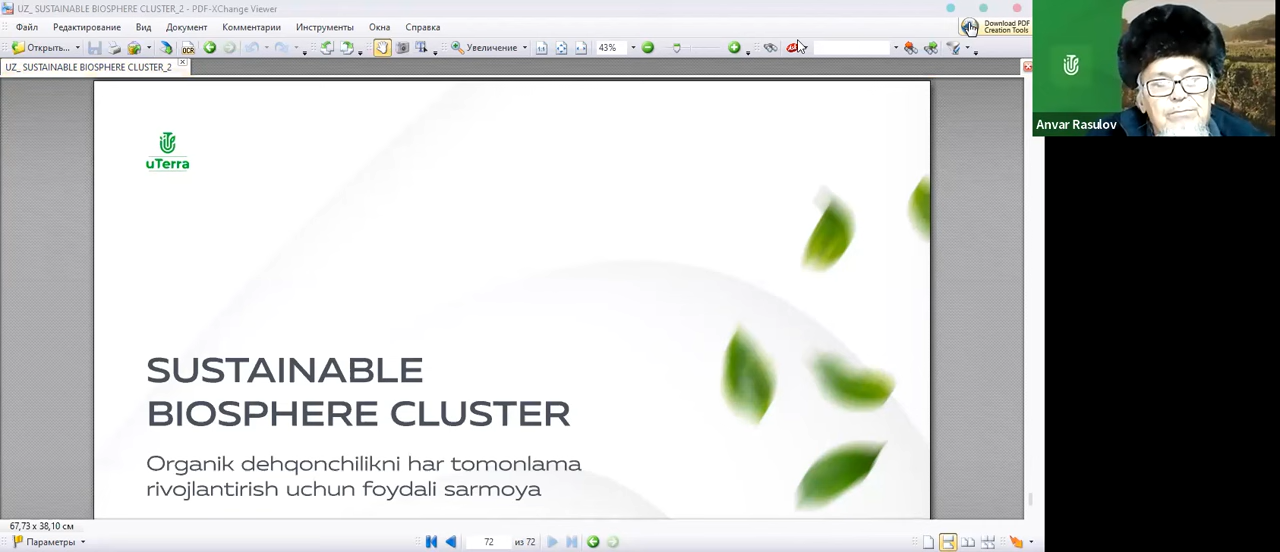 UZ_ SUSTAINABLE BIOSPHERE CLUSTER_2 - PDF-XChange Viewer
Файл Редактирование Вид Документ Комментарии Инструменты Окна Справка
Download PDF
Creation Tools
Открыть... OCR Увеличение 43%
UZ_ SUSTAINABLE BIOSPHERE CLUSTER_2
Anvar Rasulov
uTerra
SUSTAINABLE
BIOSPHERE CLUSTER
Organik dehqonchilikni har tomonlama
rivojlantirish uchun foydali sarmoya
67,73 x 38,10 см
Параметры 72 из 72